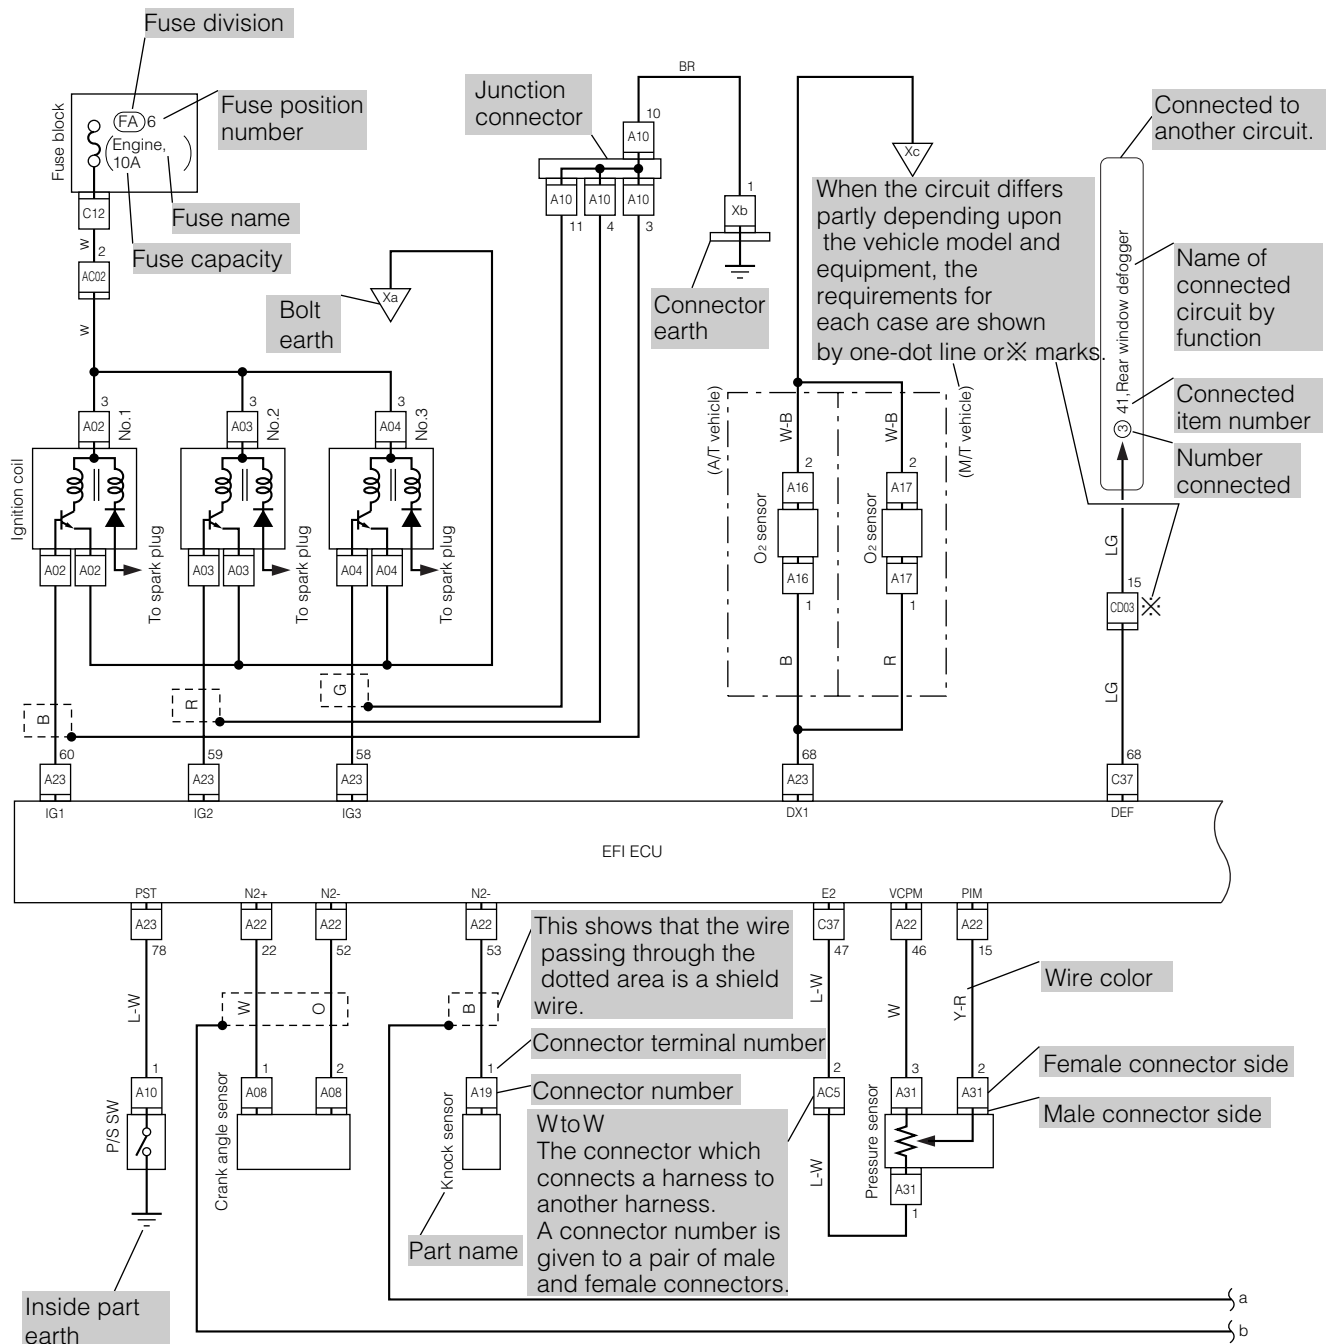 Fuse division
Fuse block
FA 6
(Engine,
10A)
Fuse position
number
Fuse name
Fuse capacity
C12
W
2
AC02
W
Junction
connector
BR
10
A10
A10
A10
A10
11
4
3
1
Xb
Connector
earth
Xa
Bolt
earth
Xc
When the circuit differs
partly depending upon
the vehicle model and
equipment, the
requirements for
each case are shown
by one-dot line or※ marks.
Connected to
another circuit.
Name of
connected
circuit by
function
Connected
item number
Number
connected
③ 41,Rear window defogger
LG
15
CD03
※
LG
68
C37
DEF
Ignition coil
3
A02
No.1
A02
A02
To spark plug
3
A03
No.2
A03
A03
To spark plug
3
A04
No.3
A04
A04
To spark plug
(A/T vehicle)
W-B
2
A16
O2 sensor
A16
1
B
(M/T vehicle)
W-B
2
A17
O2 sensor
A17
1
R
B
R
G
60
A23
IG1
59
A23
IG2
58
A23
IG3
68
A23
DX1
EFI ECU
PST
A23
78
L-W
1
A10
P/S SW
Inside part
earth
N2+
A22
22
W
1
A08
N2-
A22
52
O
2
A08
Crank angle sensor
N2-
A22
53
B
1
A19
Knock sensor
Part name
This shows that the wire
passing through the
dotted area is a shield
wire.
Connector terminal number
Connector number
WtoW
The connector which
connects a harness to
another harness.
A connector number is
given to a pair of male
and female connectors.
E2
C37
47
L-W
2
AC5
L-W
VCPM
A22
46
W
3
A31
PIM
A22
15
Y-R
2
A31
Pressure sensor
A31
1
Wire color
Female connector side
Male connector side
a
b